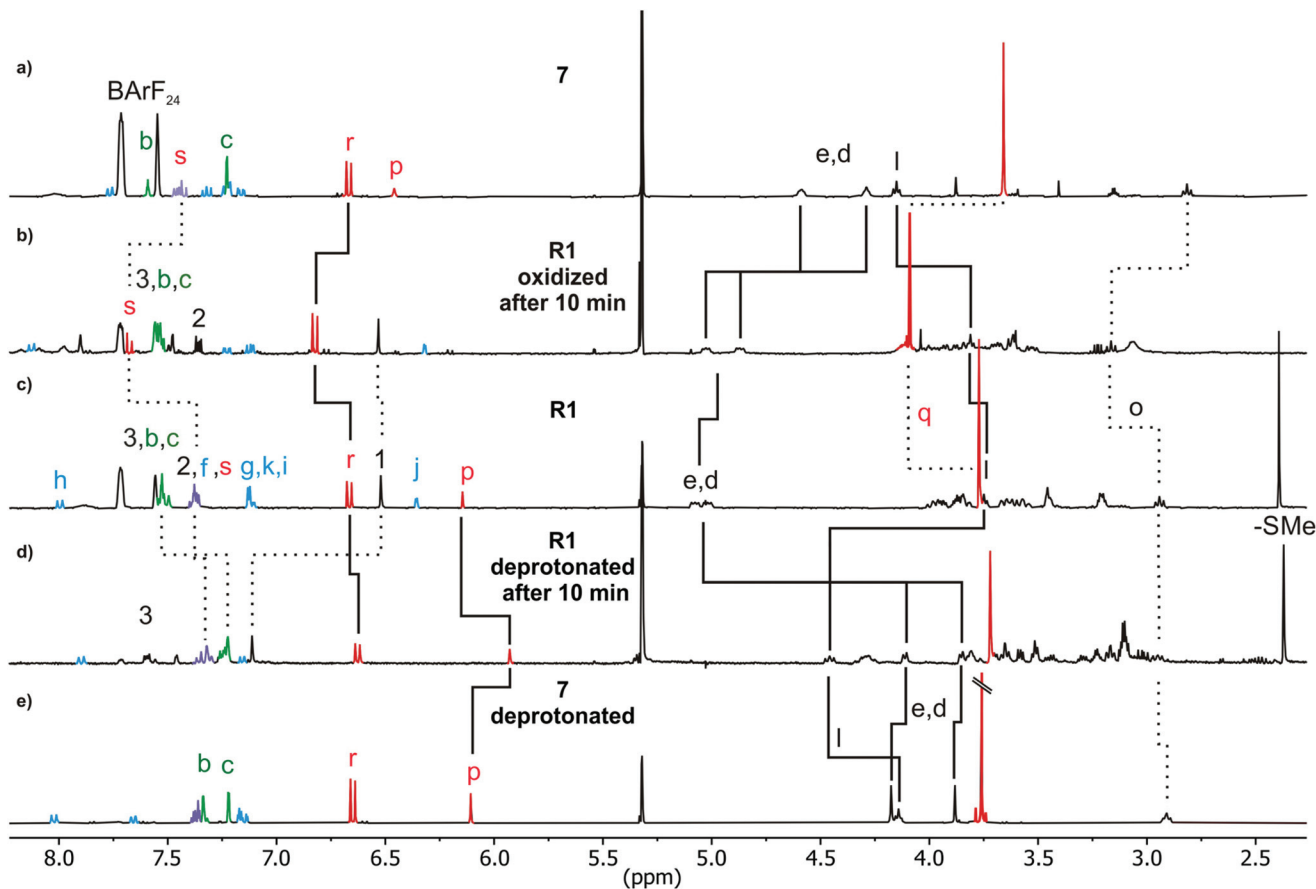 a)
7
BArF24
b
s
c
r
p
e,d
l
b)
R1
oxidized
after 10 min
3,b,c
s
2
c)
R1
3,b,c
h
2,f,s
g,k,i
r
1
j
p
e,d
q
l
o
-SMe
d)
R1
deprotonated
after 10 min
3
e)
7
deprotonated
b
c
r
p
e,d
l
8.0 7.5 7.0 6.5 6.0 5.5 5.0 4.5 4.0 3.5 3.0 2.5
(ppm)